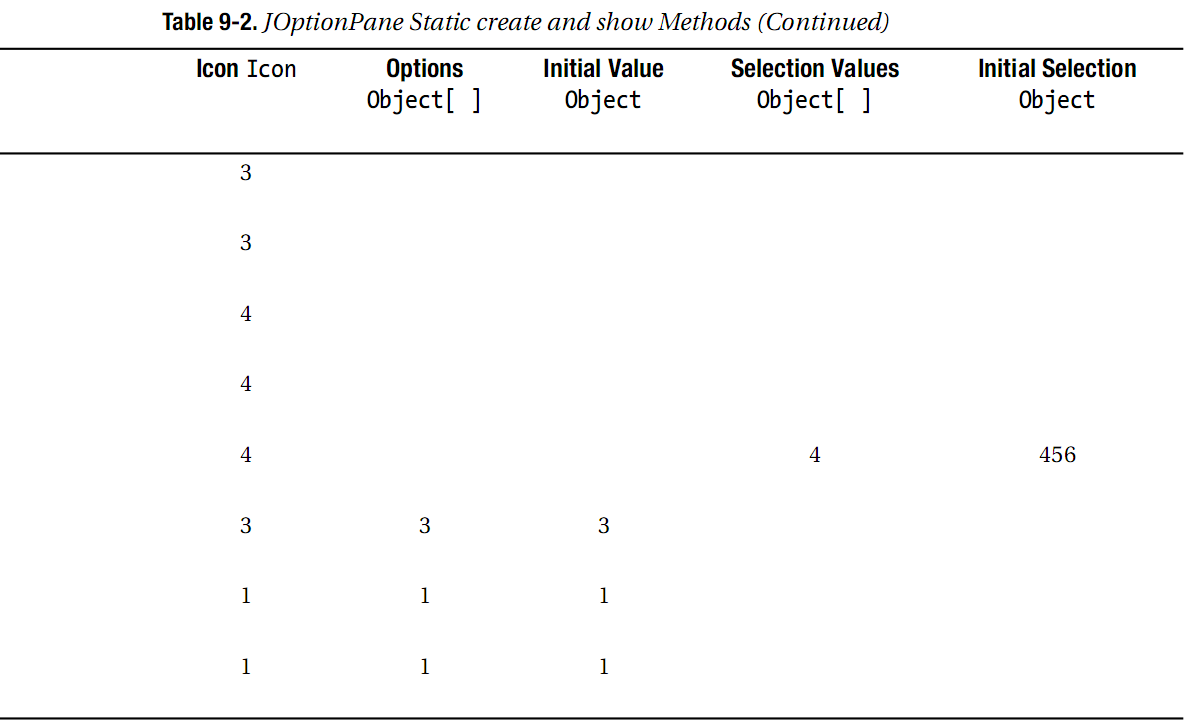 Table 9-2. JOptionPane Static create and show Methods (Continued)
Icon Icon Options Initial Value Selection Values Initial Selection
Object[ ] Object Object[ ] Object
3
3
4
4
4 4 456
3 3 3
1 1 1
1 1 1